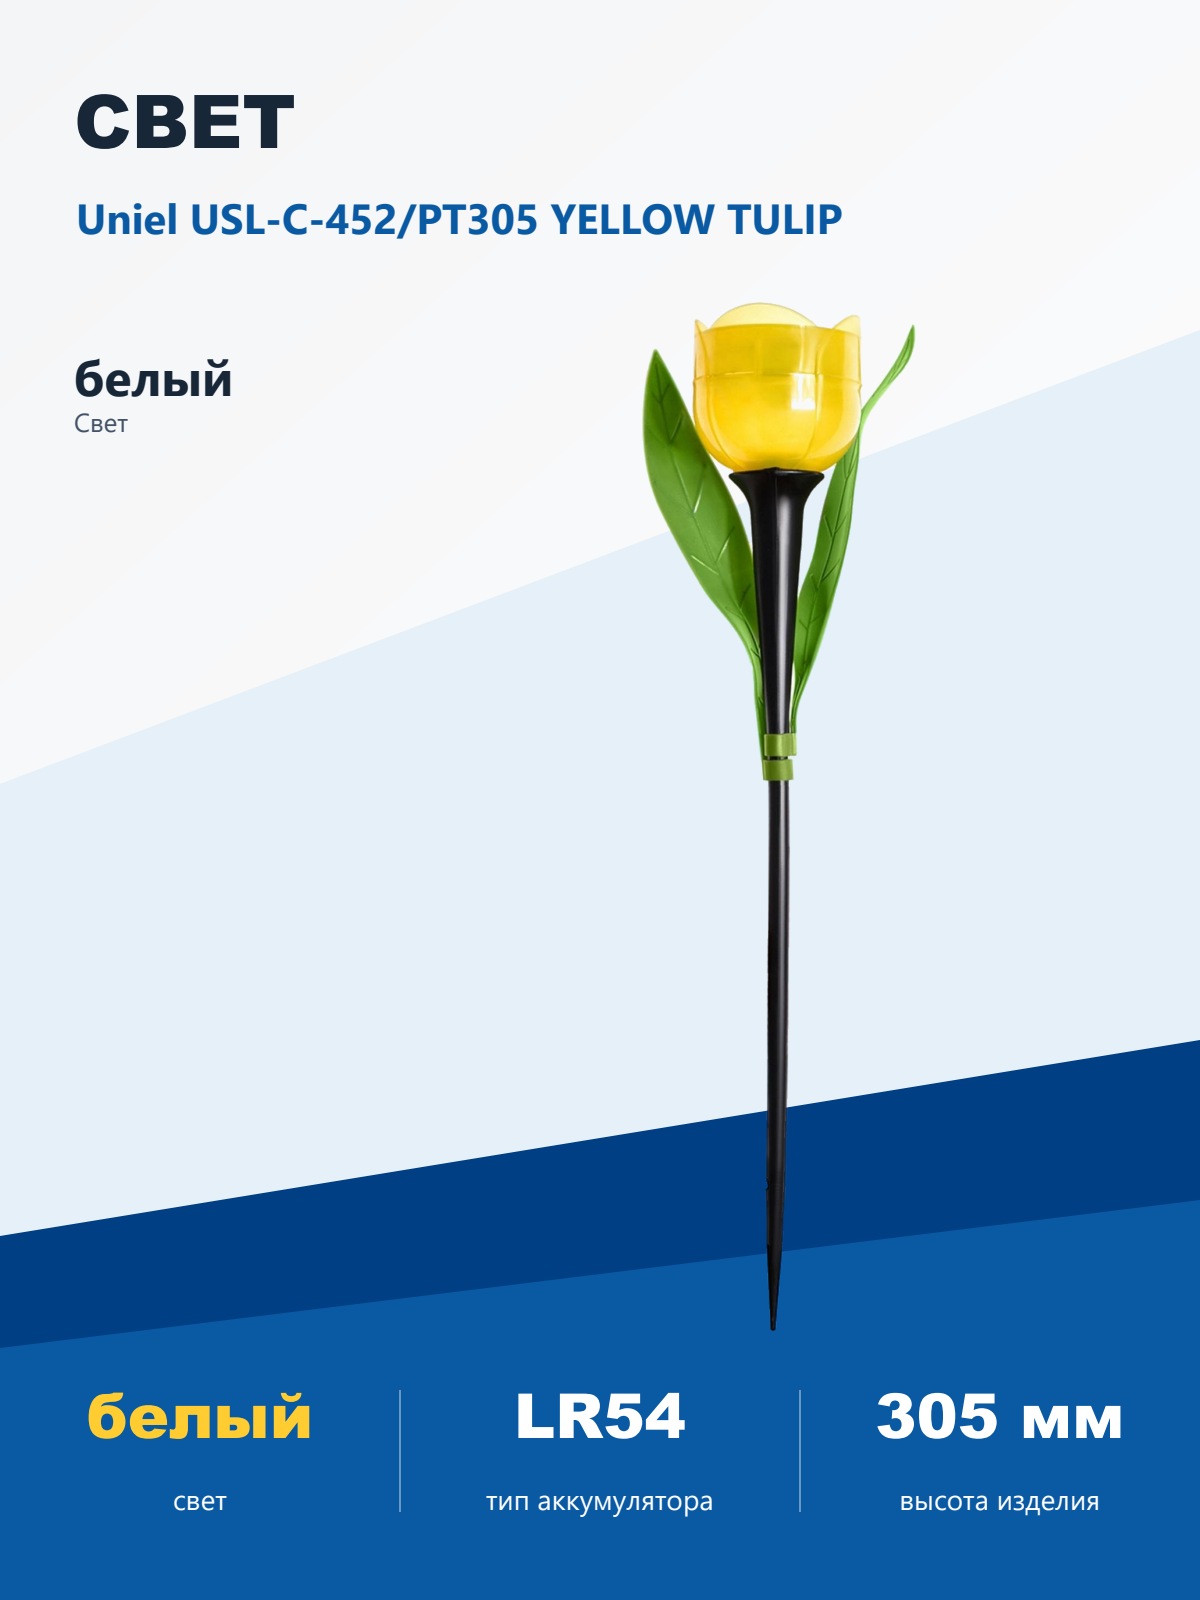 СВЕТ
Uniel USL-C-452/PT305 YELLOW TULIP
белый
Свет
белый
свет
LR54
тип аккумулятора
305 мм
высота изделия